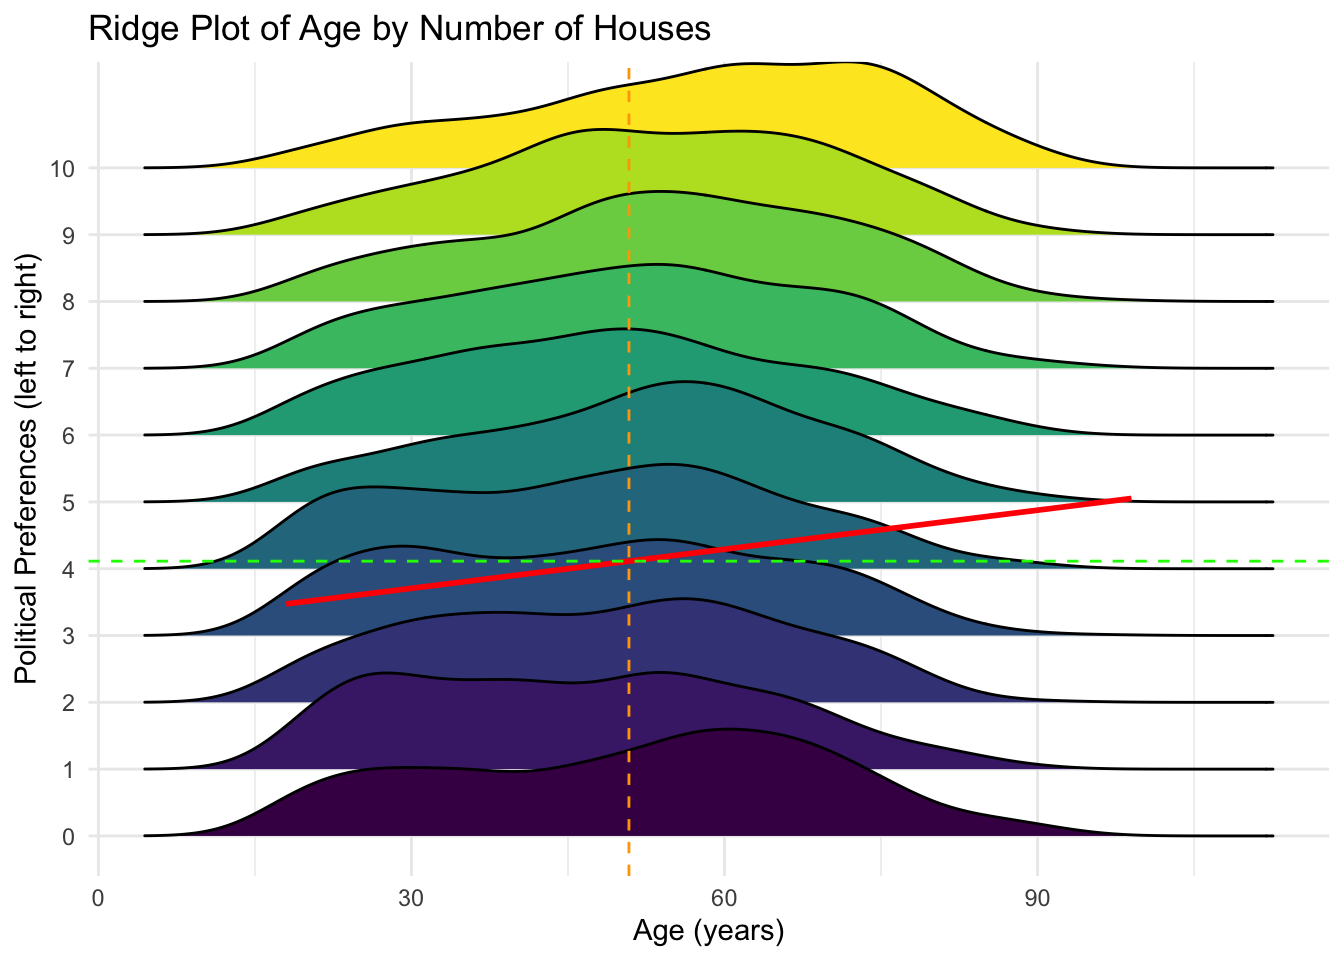 Ridge Plot of Age by Number of Houses
Political Preferences (left to right)
10
9
8
7
6
5
4
3
2
1
0
0 30 60 90
Age (years)